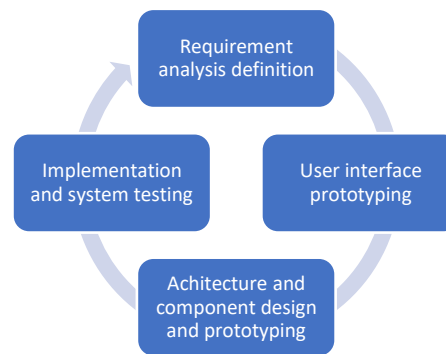 Requirement
analysis definition
User interface
prototyping
Achitecture and
component design
and prototyping
Implementation
and system testing